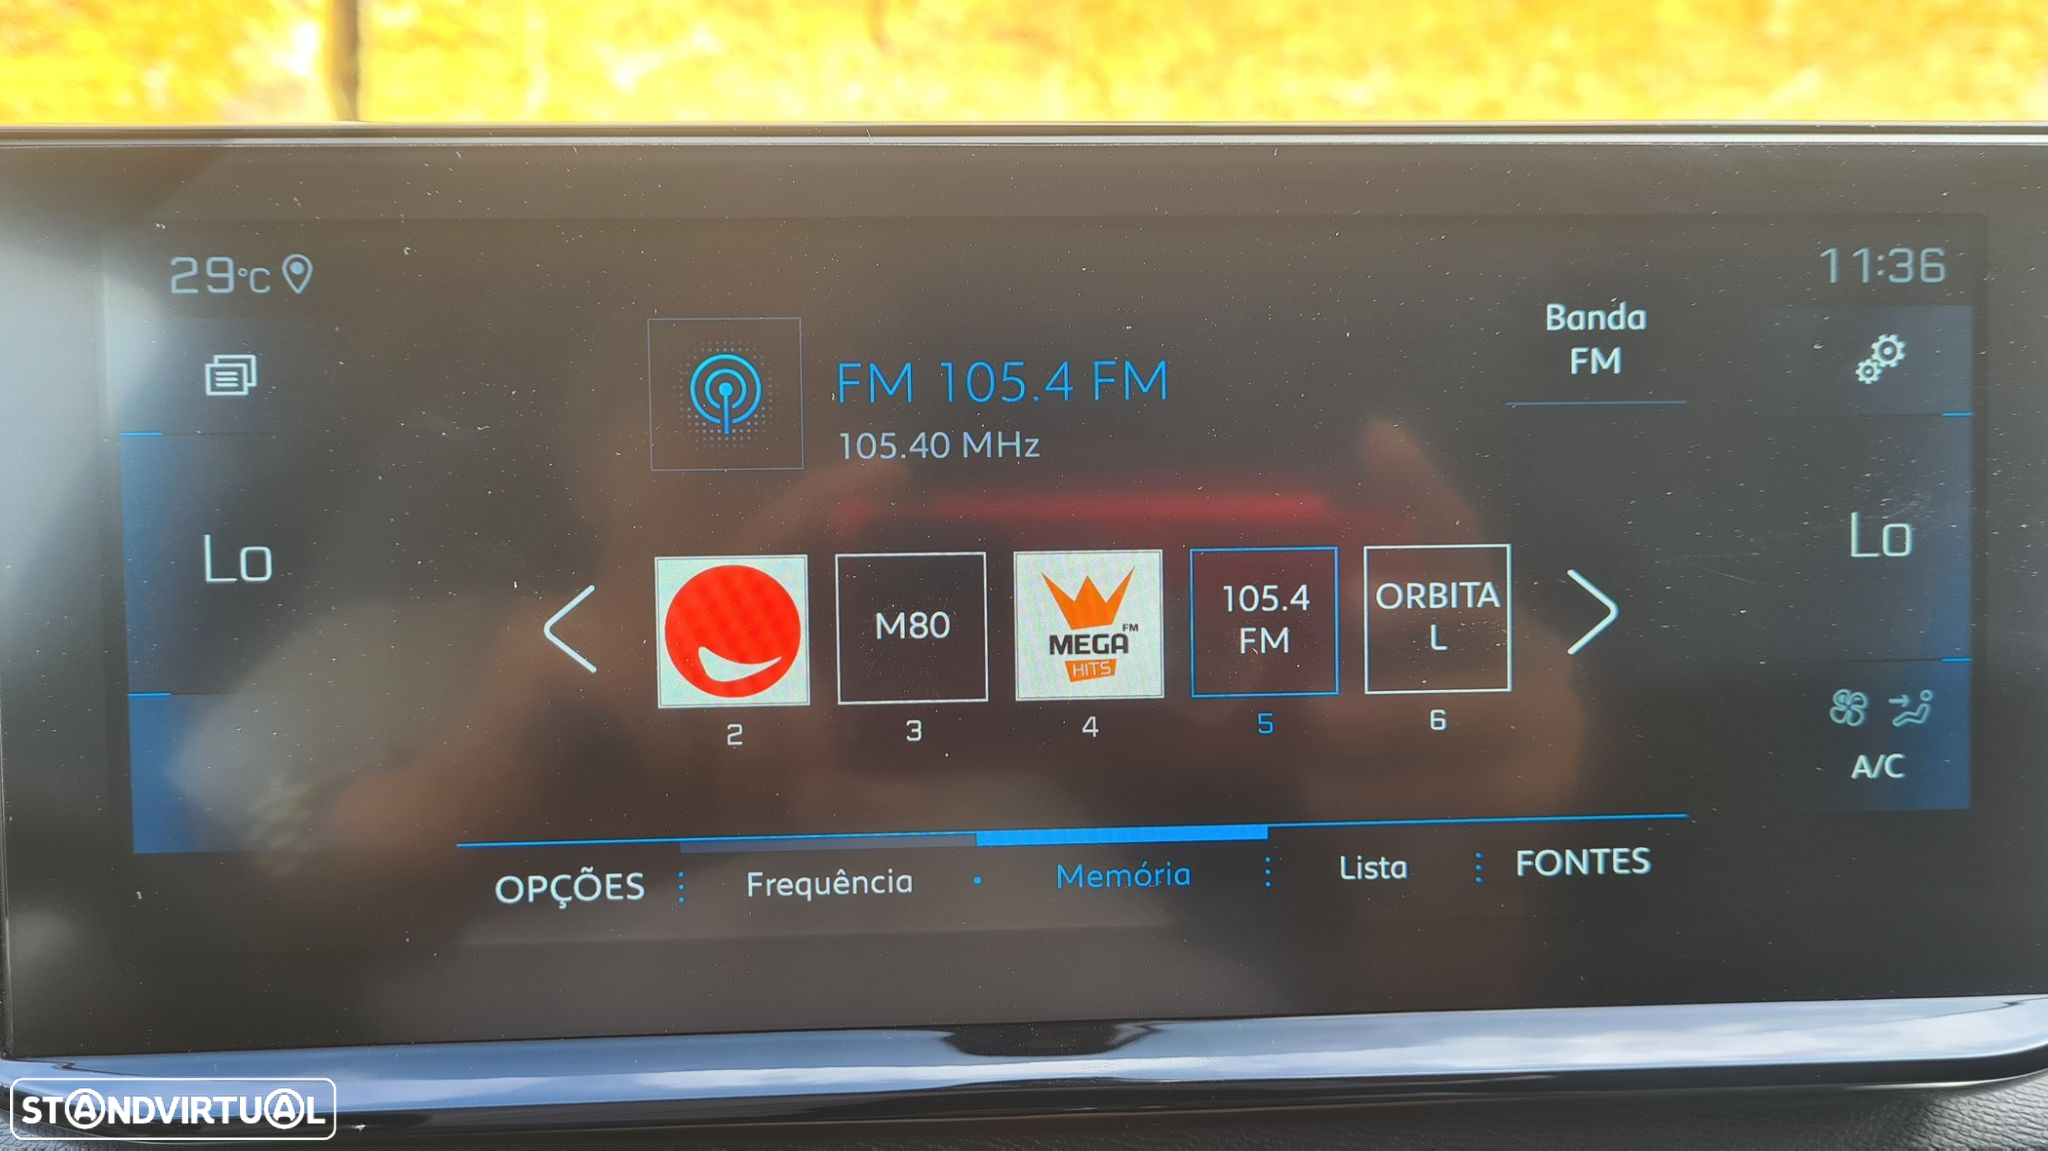 29°C
11:36
Banda
FM
FM 105.4 FM
105.40 MHz
Lo
Lo
M80
MEGA FM
HITS
105.4
FM
ORBITA
L
2
3
4
5
6
A/C
OPÇÕES
Frequência
Memória
Lista
FONTES
STANDVIRTUAL